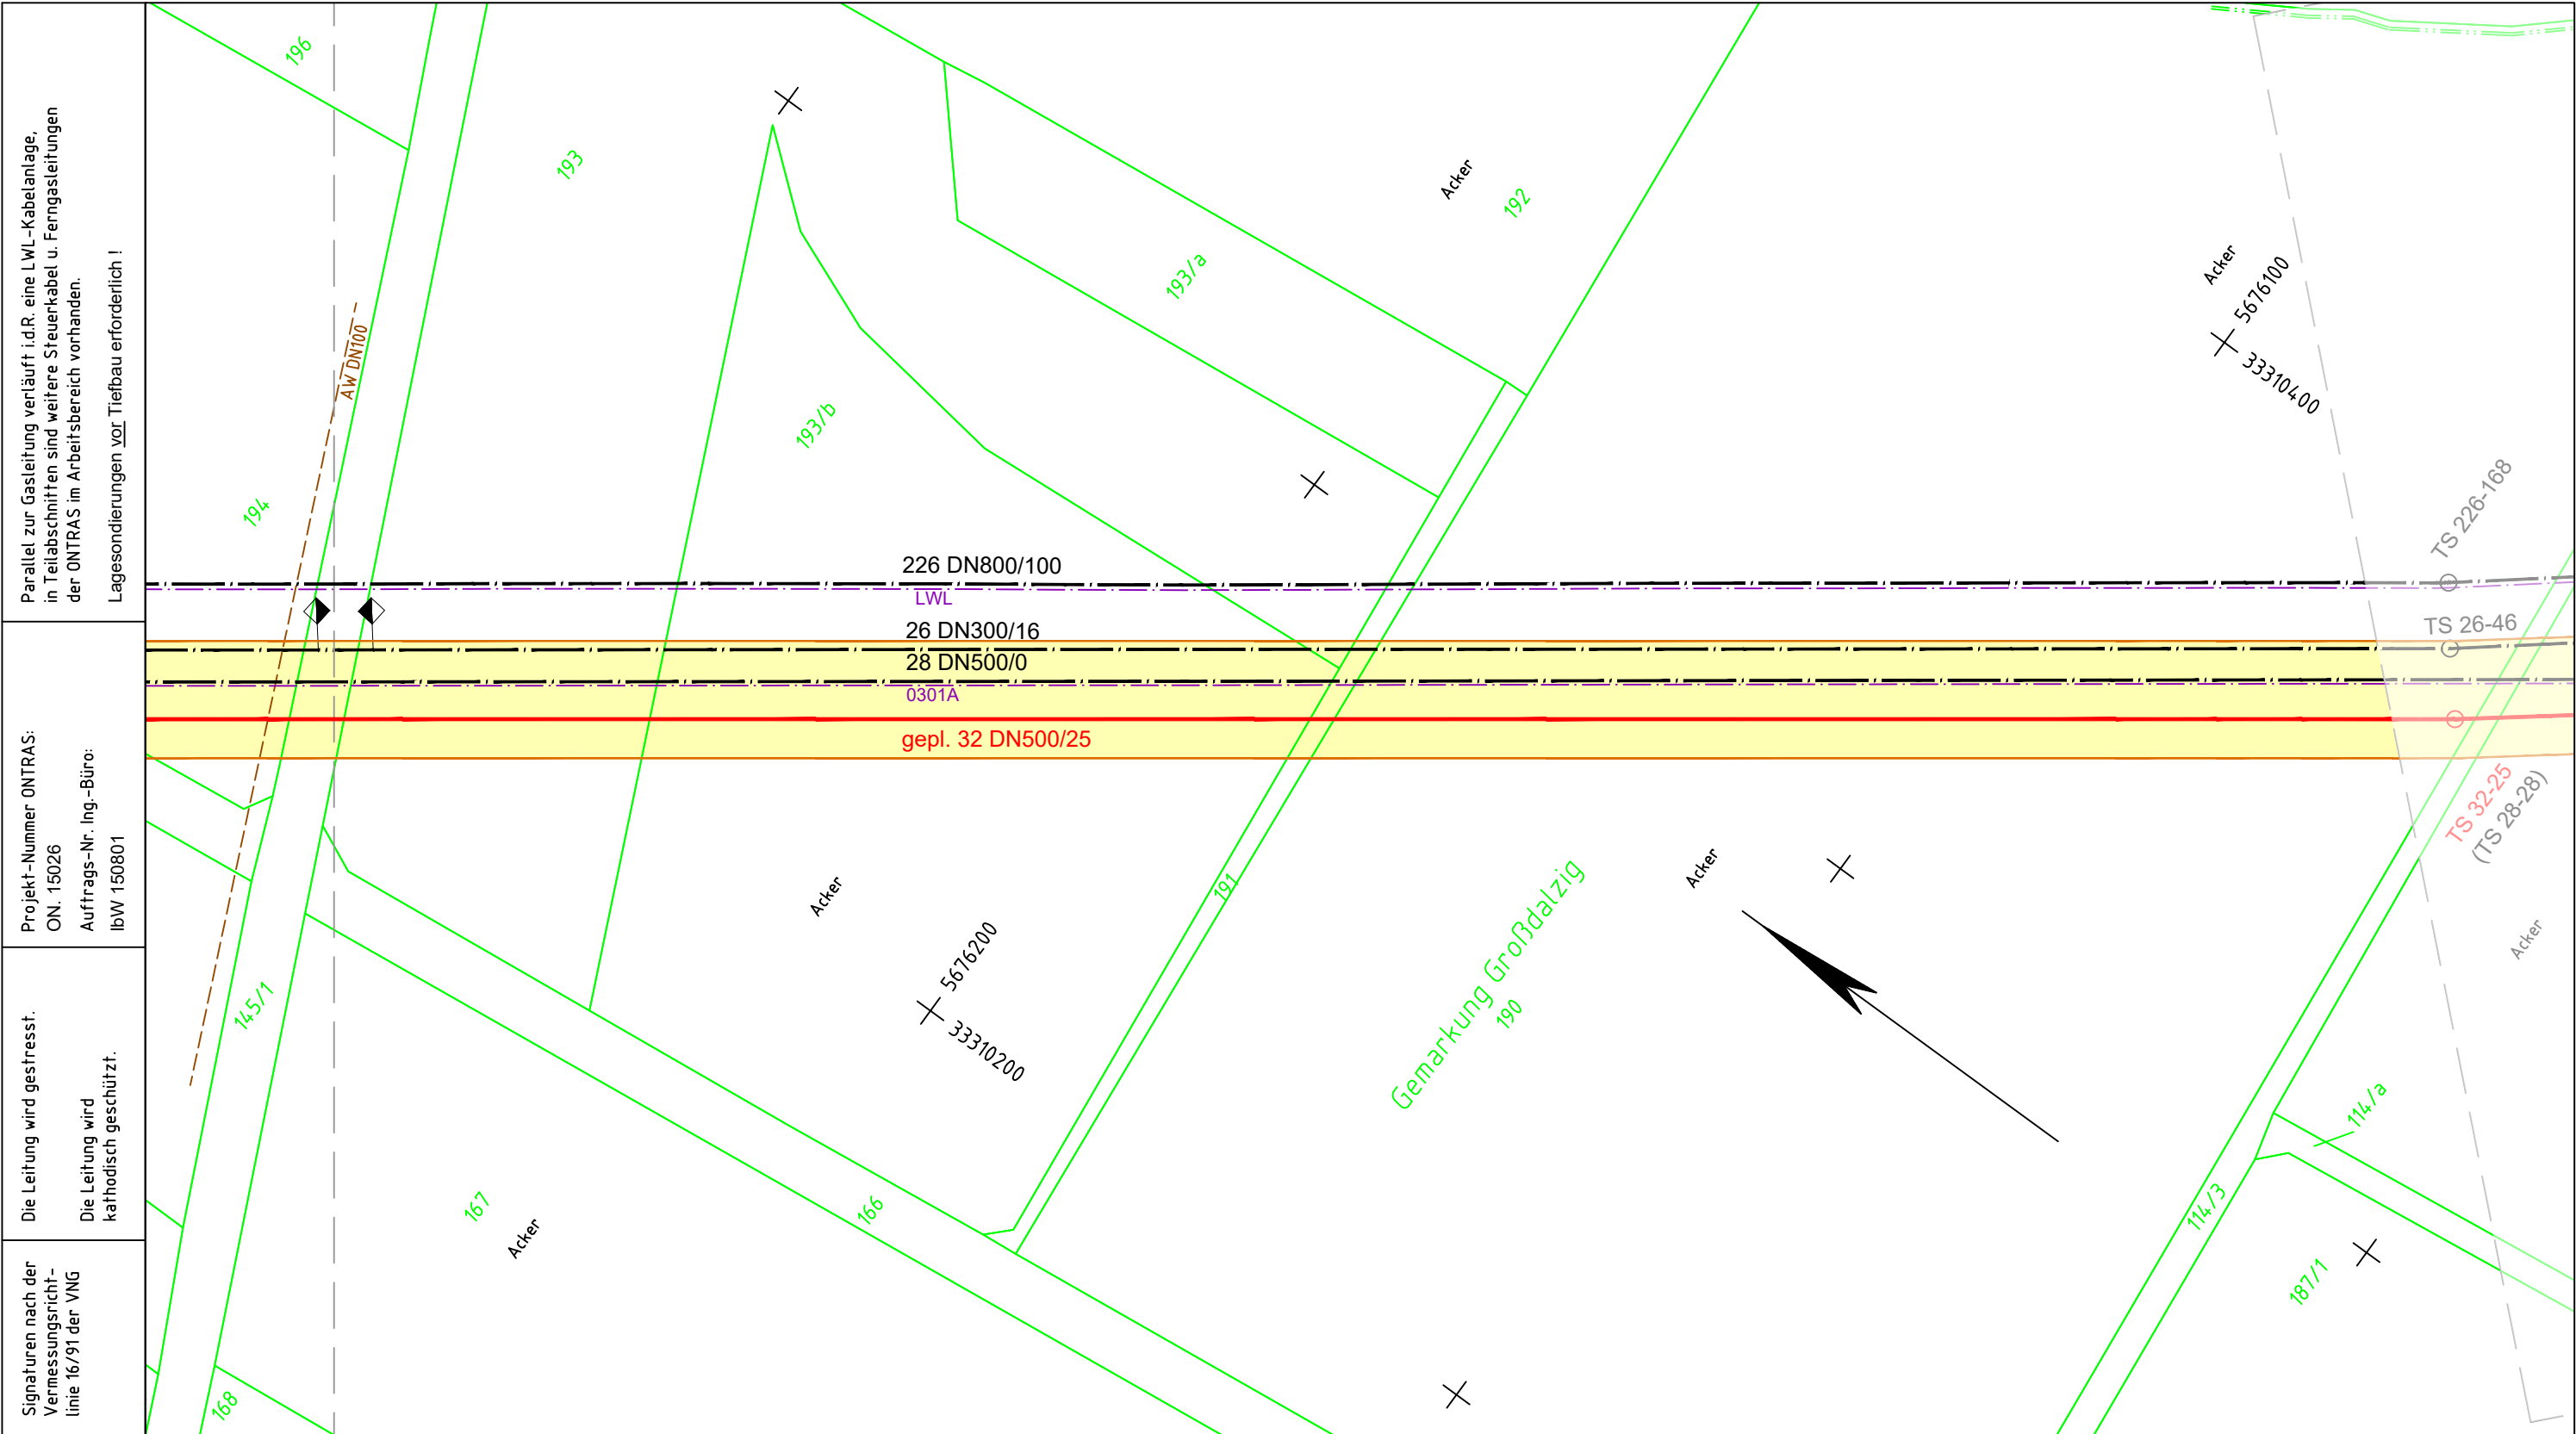 Parallel zur Gasleitung verläuft i.d.R. eine LWL-Kabelanlage,
in Teilabschnitten sind weitere Steuerkabel u. Ferngasleitungen
der ONTRAS im Arbeitsbereich vorhanden.
Lagesondierungen vor Tiefbau erforderlich !
Projekt-Nummer ONTRAS:
ON. 15026
Auftrags-Nr. Ing.-Büro:
IbW 150801
Die Leitung wird gestresst.
Die Leitung wird
kathodisch geschützt.
Signaturen nach der
Vermessungsricht-
linie 16/91 der VNG
196
193
193/a
Acker
192
Acker
5676100
33310400
AW DN100
193/b
194
TS 226-168
226 DN800/100
LWL
26 DN300/16
TS 26-46
28 DN500/0
0301A
gepl. 32 DN500/25
TS 32-25
(TS 28-28)
Acker
191
Acker
Acker
5676200
33310200
Gemarkung Großdalzig
190
145/1
114/a
167
Acker
166
114/3
187/1
168